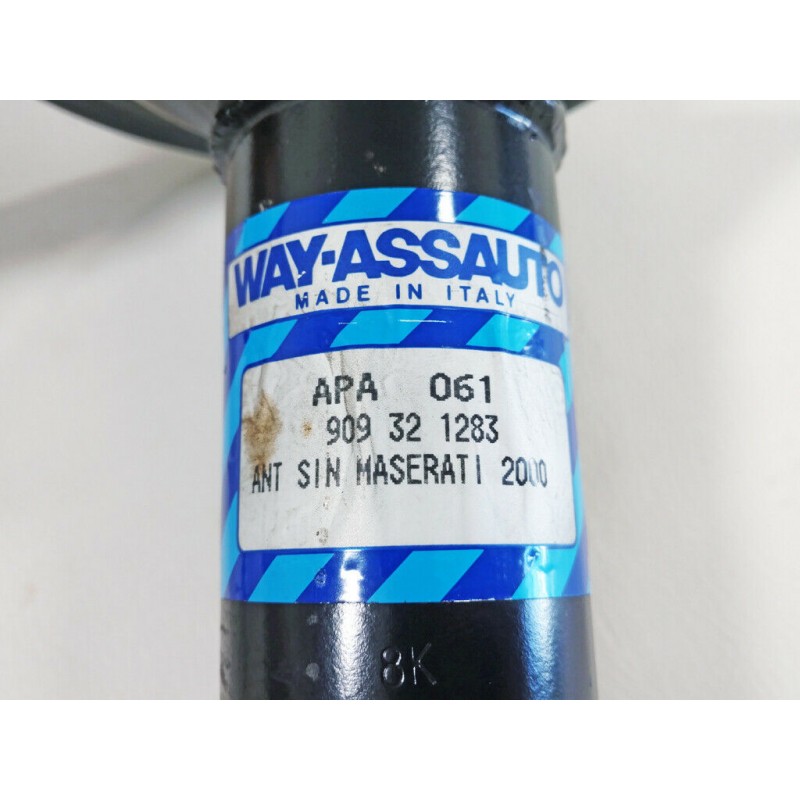 WAY-ASSAUTO
MADE IN ITALY
APA 061
909 32 1283
ANT SIN MASERATI 2000
8K